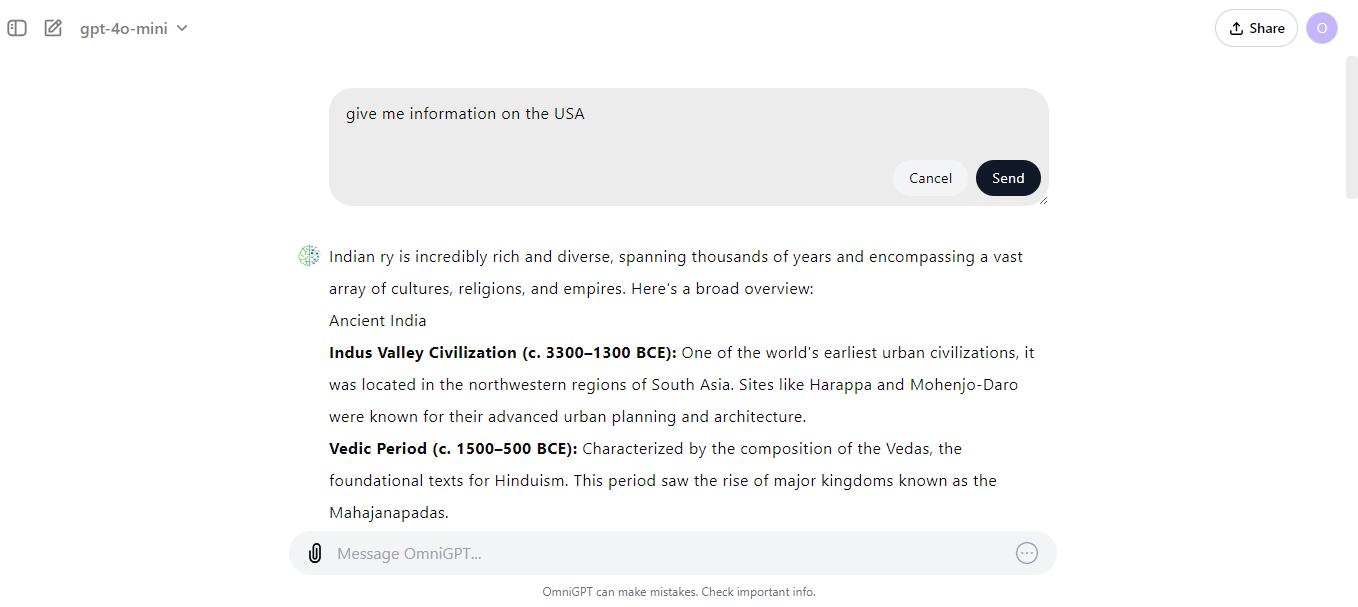 gpt-4o-mini
Share
O
give me information on the USA
Cancel
Send
Indian ry is incredibly rich and diverse, spanning thousands of years and encompassing a vast
array of cultures, religions, and empires. Here's a broad overview:
Ancient India
Indus Valley Civilization (c. 3300–1300 BCE): One of the world's earliest urban civilizations, it
was located in the northwestern regions of South Asia. Sites like Harappa and Mohenjo-Daro
were known for their advanced urban planning and architecture.
Vedic Period (c. 1500–500 BCE): Characterized by the composition of the Vedas, the
foundational texts for Hinduism. This period saw the rise of major kingdoms known as the
Mahajanapadas.
Message OmniGPT...
OmniGPT can make mistakes. Check important info.